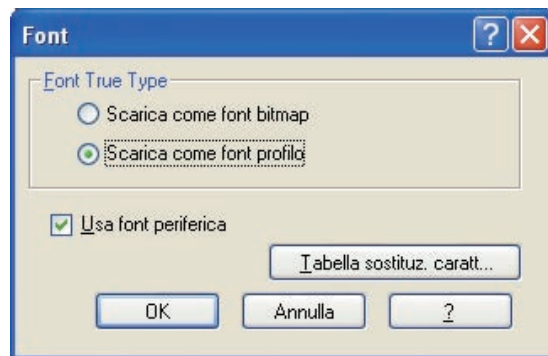 Font
Font True Type
Scarica come font bitmap
Scarica come font profilo
Usa font periferica
Tabella sostituz. caratt...
OK Annulla ?